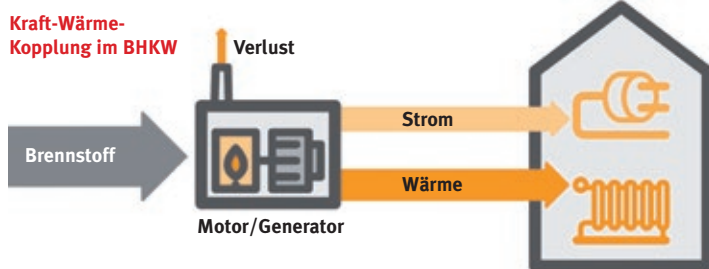 Kraft-Wärme-
Kopplung im BHKW
Verlust
Strom
Brennstoff
Wärme
Motor/Generator